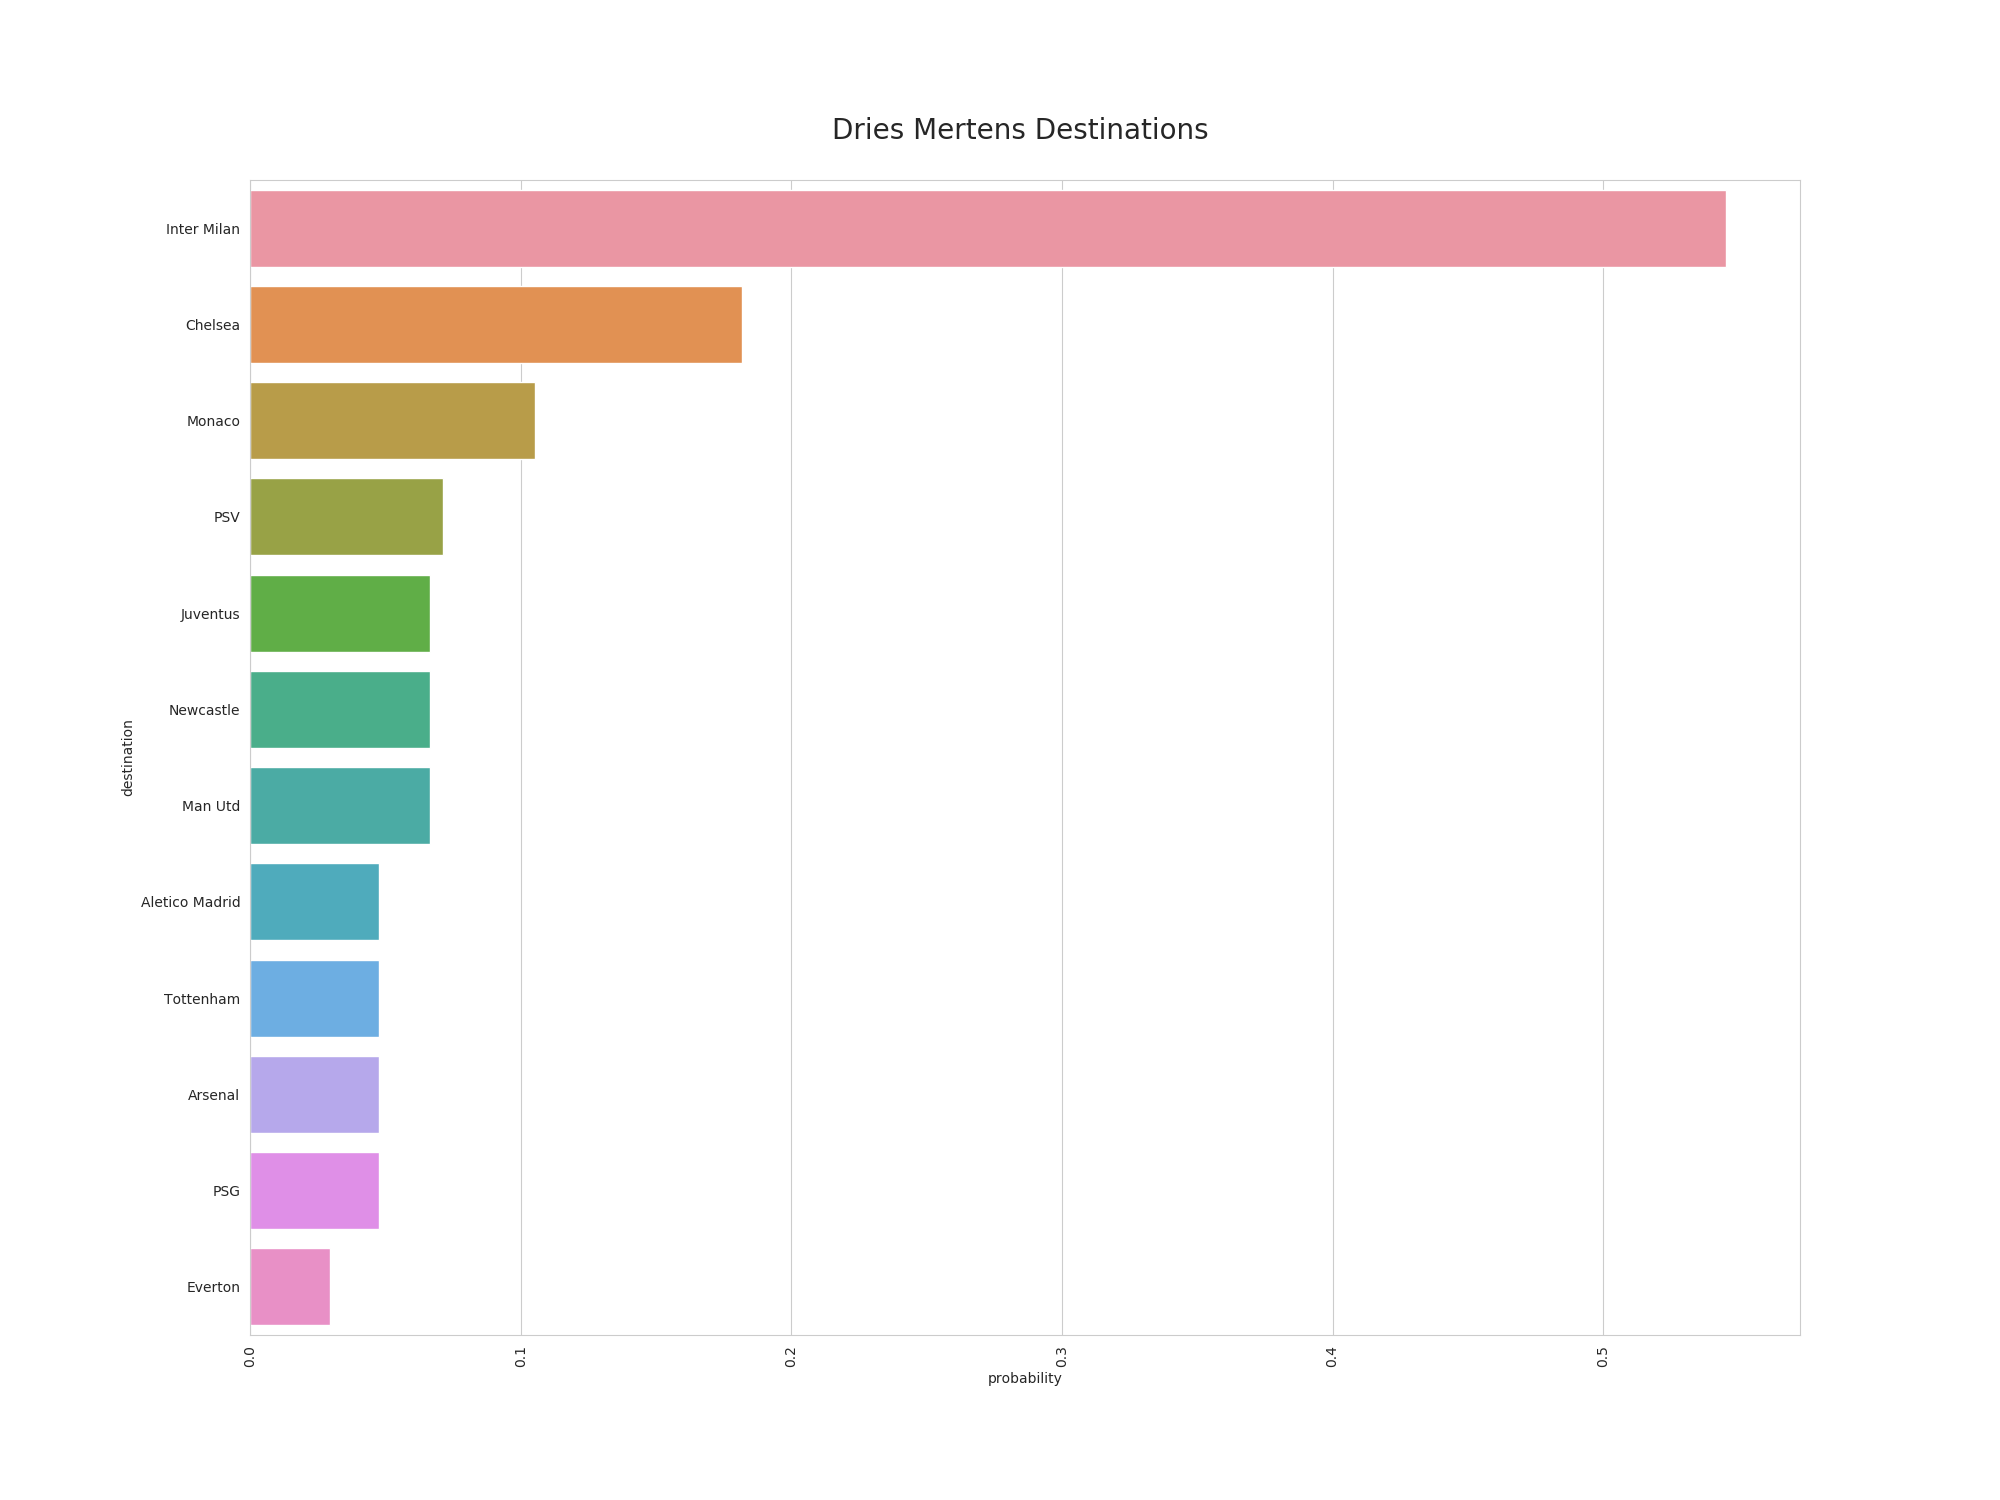 Dries Mertens Destinations
Inter Milan
Chelsea
Monaco
PSV
Juventus
Newcastle
Man Utd
Aletico Madrid
Tottenham
Arsenal
PSG
Everton
destination
0.0
0.1
0.2
0.3
0.4
0.5
probability